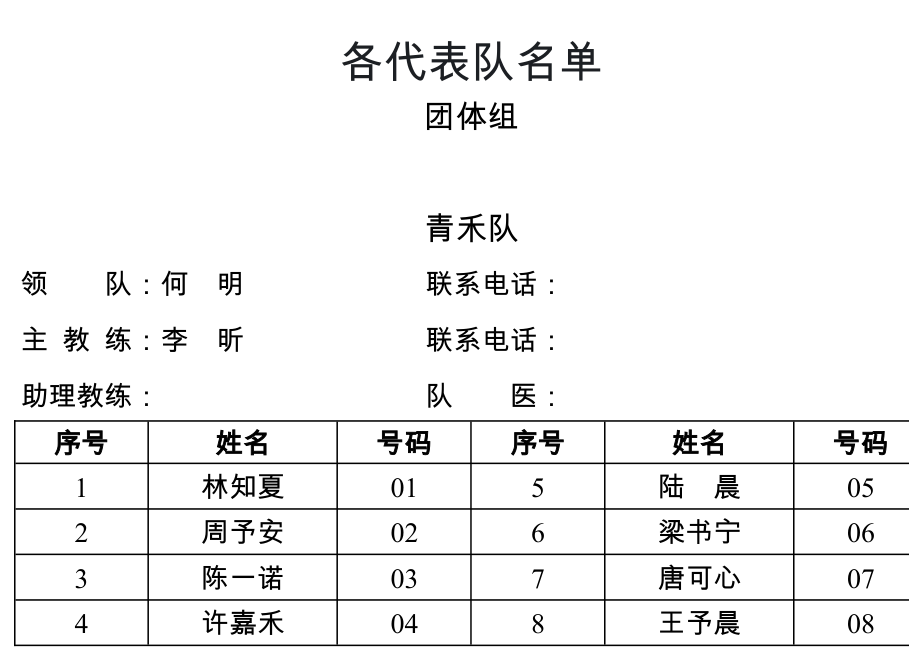 各代表队名单
团体组
青禾队
领　　队：何　明　联系电话：
主 教 练：李　昕　联系电话：
助理教练：　队　　医：
序号 姓名 号码 序号 姓名 号码
1 林知夏 01 5 陆　晨 05
2 周予安 02 6 梁书宁 06
3 陈一诺 03 7 唐可心 07
4 许嘉禾 04 8 王予晨 08